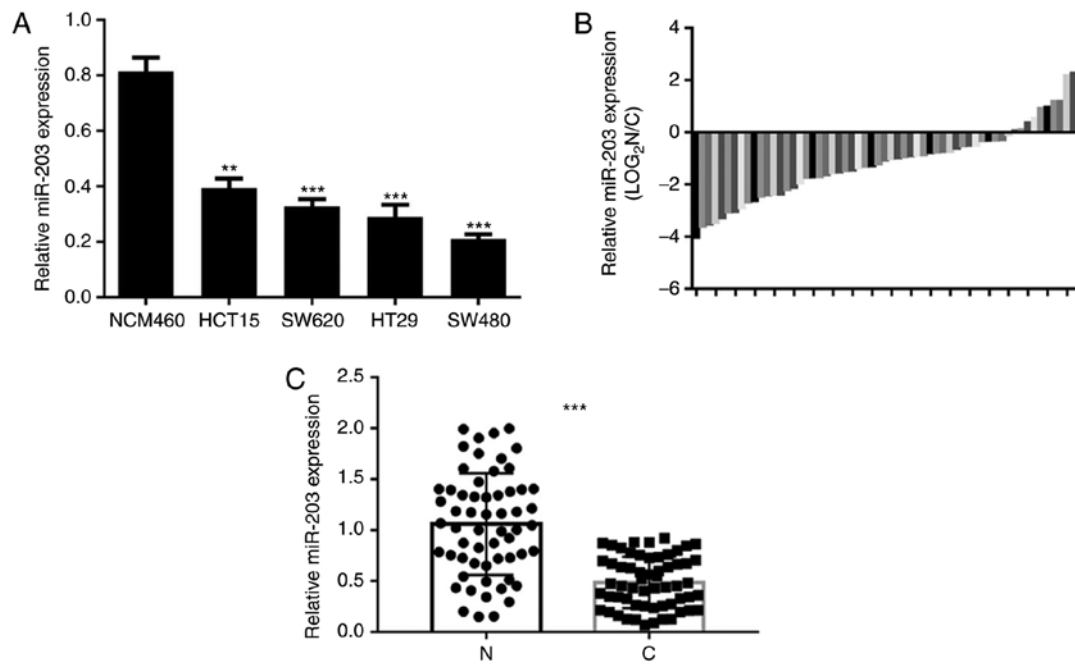 A
Relative miR-203 expression
1.0
0.8
0.6
0.4
0.2
0.0
**
***
***
***
NCM460 HCT15 SW620 HT29 SW480
B
Relative miR-203 expression
(LOG₂N/C)
4
2
0
−2
−4
−6
C
Relative miR-203 expression
2.5
2.0
1.5
1.0
0.5
0.0
***
N C